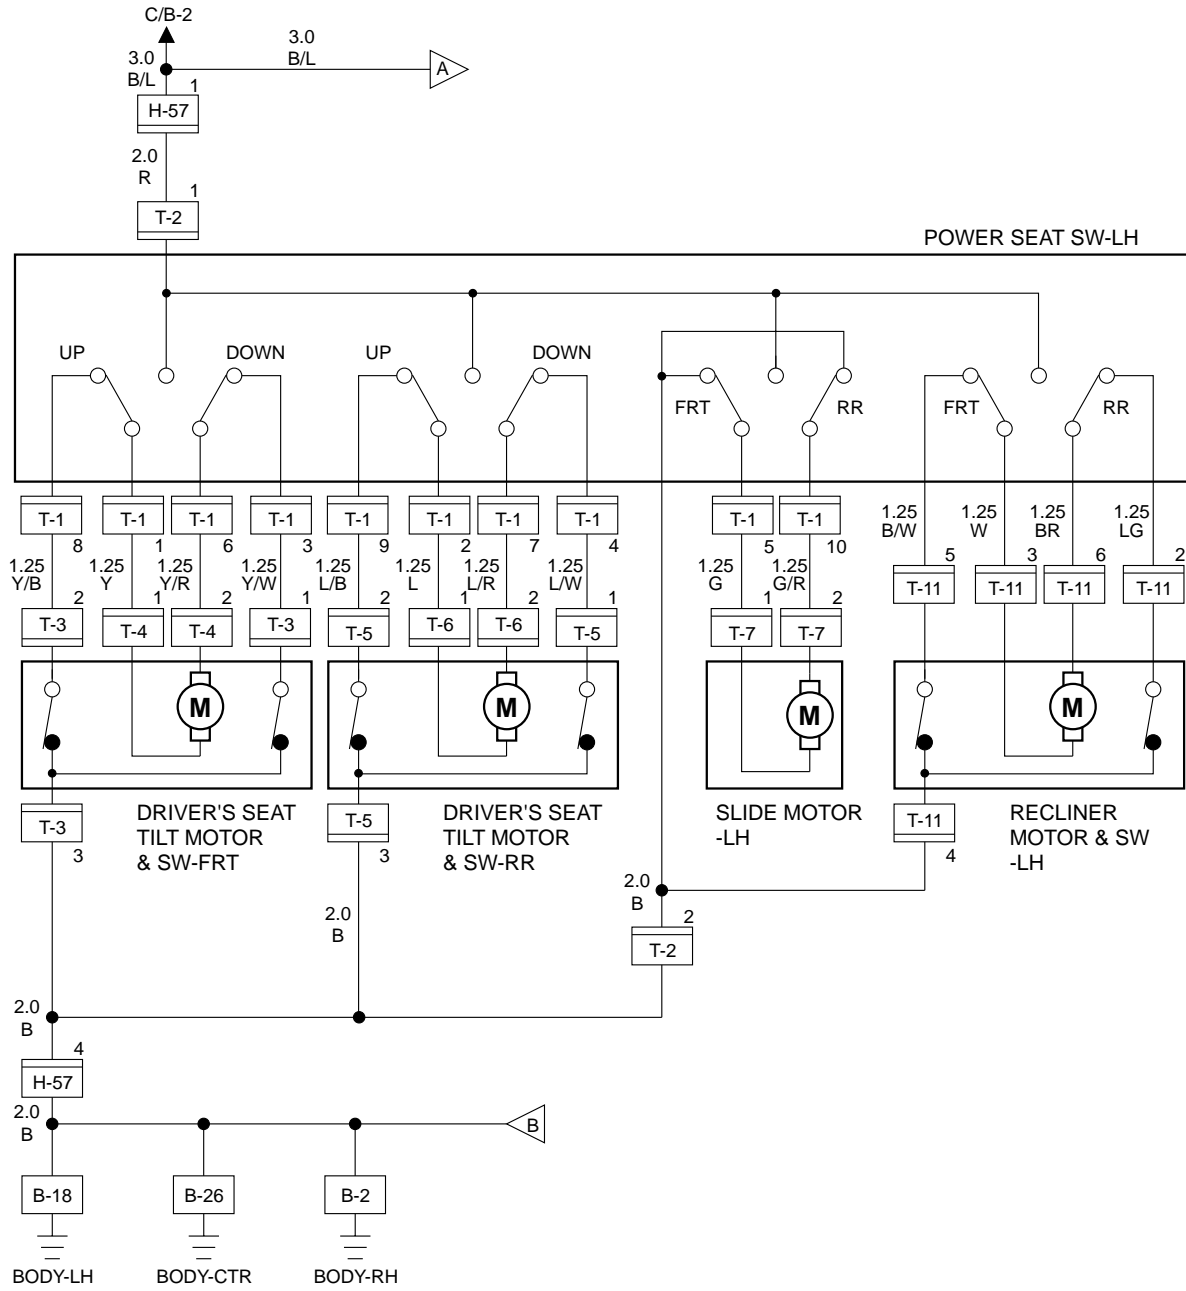 C/B-2
3.0
B/L
3.0
B/L
A
1
H-57
2.0
R
1
T-2
POWER SEAT SW-LH
UP
DOWN
UP
DOWN
FRT
RR
FRT
RR
T-1
T-1
T-1
T-1
T-1
T-1
T-1
T-1
T-1
T-1
8
1
6
3
9
2
7
4
5
10
1.25
Y/B
1.25
Y
1.25
Y/R
1.25
Y/W
1.25
L/B
1.25
L
1.25
L/R
1.25
L/W
1.25
G
1.25
G/R
1.25
B/W
1.25
W
1.25
BR
1.25
LG
5
3
6
2
T-11
T-11
T-11
T-11
2
1
2
1
2
1
2
1
1
2
T-3
T-4
T-4
T-3
T-5
T-6
T-6
T-5
T-7
T-7
M
M
M
M
T-3
3
DRIVER'S SEAT
TILT MOTOR
& SW-FRT
T-5
3
DRIVER'S SEAT
TILT MOTOR
& SW-RR
SLIDE MOTOR
-LH
T-11
4
RECLINER
MOTOR & SW
-LH
2.0
B
2.0
B
2
T-2
2.0
B
4
H-57
2.0
B
B
B-18
B-26
B-2
BODY-LH
BODY-CTR
BODY-RH